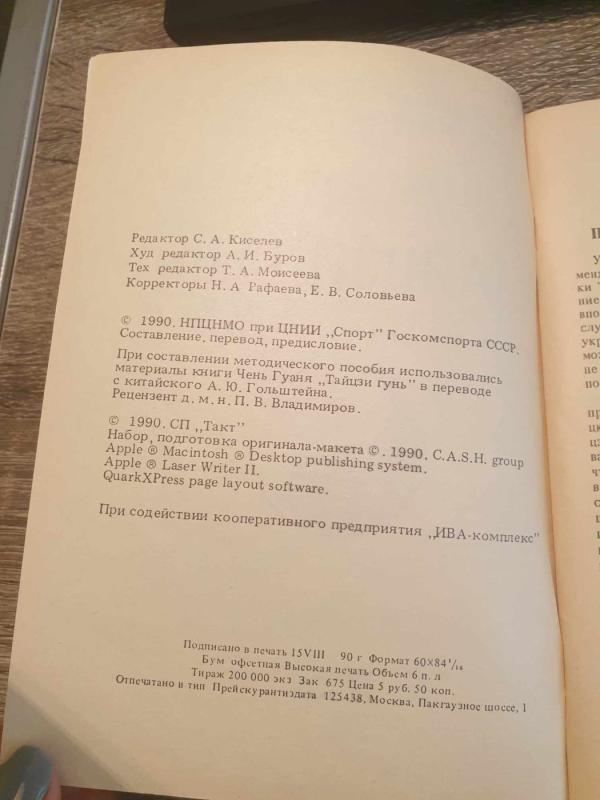 Редактор С. А. Киселев
Худ редактор А. И. Буров
Тех редактор Т. А. Моисеева
Корректоры Н. А Рафаева, Е. В. Соловьева
© 1990. НПЦНМО при ЦНИИ „Спорт” Госкомспорта СССР.
Составление. перевод, предисловие.
При составлении методического пособия использовались
материалы книги Чень Гуаня „Тайцзи гунь” в переводе
с китайского А. Ю. Гольштейна.
Рецензент д. м. н. П. В. Владимиров.
© 1990. СП „Такт”
Набор, подготовка оригинала-макета ©. 1990. C.A.S.H. group
Apple ® Macintosh ® Desktop publishing system.
Apple ® Laser Writer II.
QuarkXPress page layout software.
При содействии кооперативного предприятия „ИВА-комплекс”
Подписано в печать 15VIII 90 г Формат 60×84 1/16
Бум офсетная Высокая печать Объем 6 п. л
Тираж 200 000 экз Зак 675 Цена 5 руб. 50 коп.
Отпечатано в тип Прейскурантиздата 125438, Москва, Пакгаузное шоссе, 1